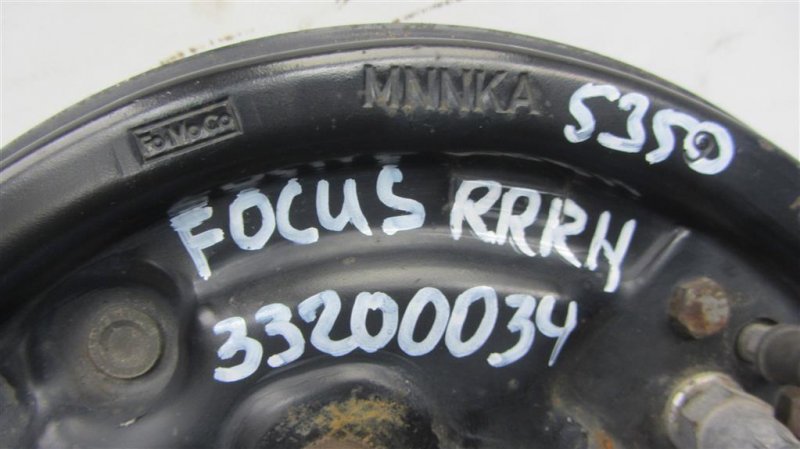 MNNKA 5350
FoMoCo
FOCUS RRRH
33200034